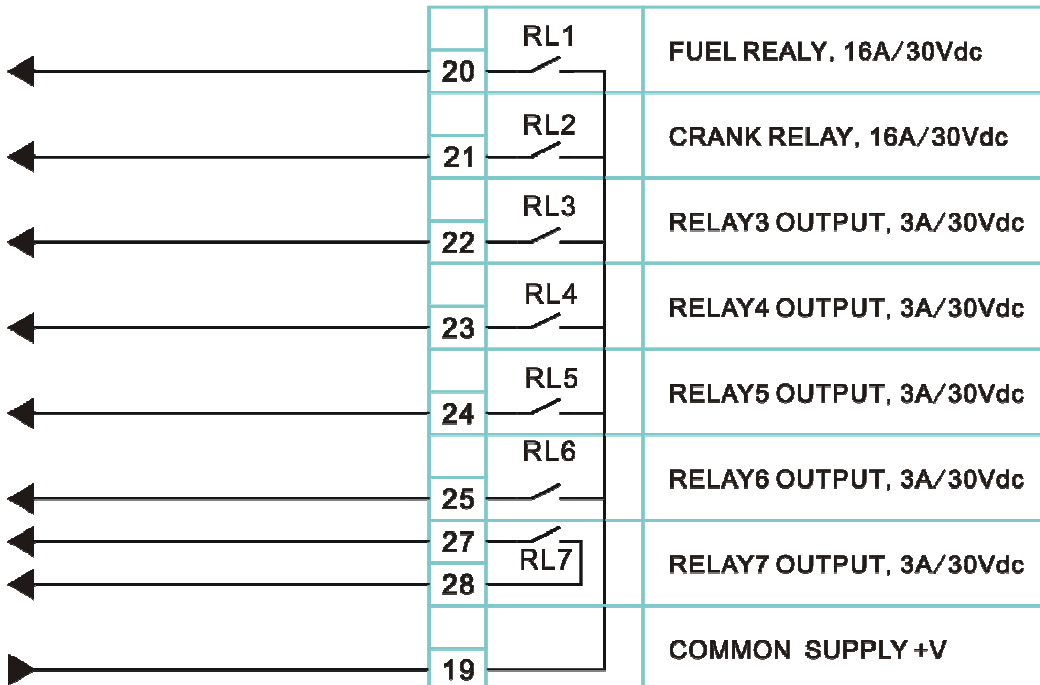 RL1
20
FUEL REALY, 16A/30Vdc
RL2
21
CRANK RELAY, 16A/30Vdc
RL3
22
RELAY3 OUTPUT, 3A/30Vdc
RL4
23
RELAY4 OUTPUT, 3A/30Vdc
RL5
24
RELAY5 OUTPUT, 3A/30Vdc
RL6
25
RELAY6 OUTPUT, 3A/30Vdc
27
RL7
28
RELAY7 OUTPUT, 3A/30Vdc
19
COMMON SUPPLY +V